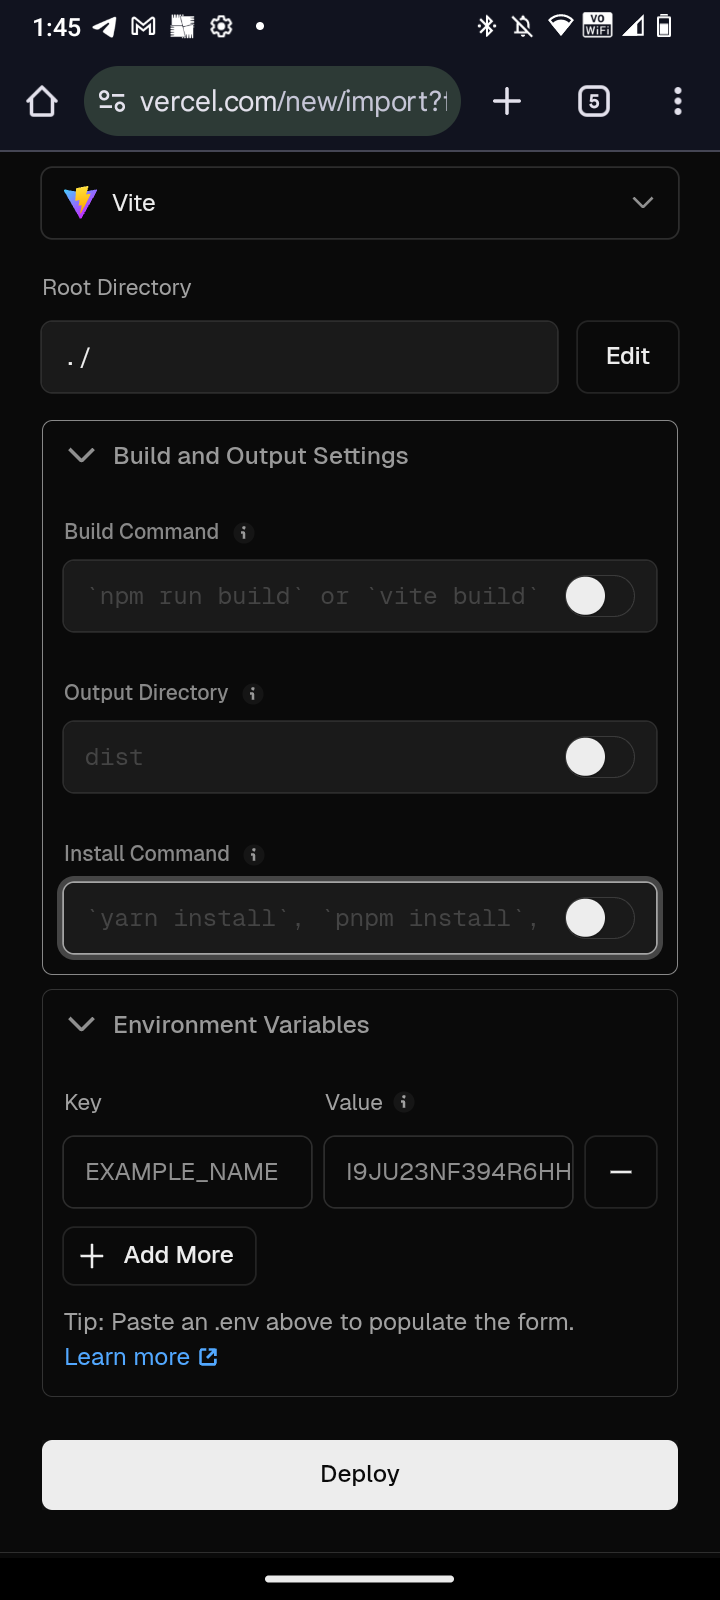 1:45
VO
WiFi
vercel.com/new/import?
5
Vite
Root Directory
./
Edit
Build and Output Settings
Build Command
`npm run build` or `vite build`
Output Directory
dist
Install Command
`yarn install`, `pnpm install`,
Environment Variables
Key
Value
EXAMPLE_NAME
I9JU23NF394R6HH
Add More
Tip: Paste an .env above to populate the form.
Learn more
Deploy